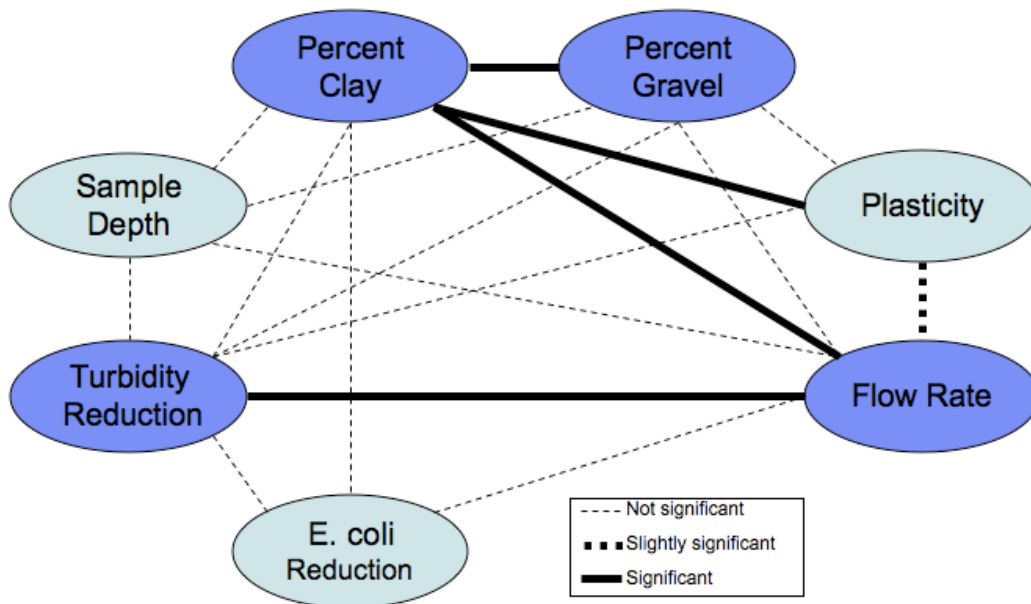 Percent
Clay
Percent
Gravel
Sample
Depth
Plasticity
Turbidity
Reduction
Flow Rate
E. coli
Reduction
Not significant
Slightly significant
Significant